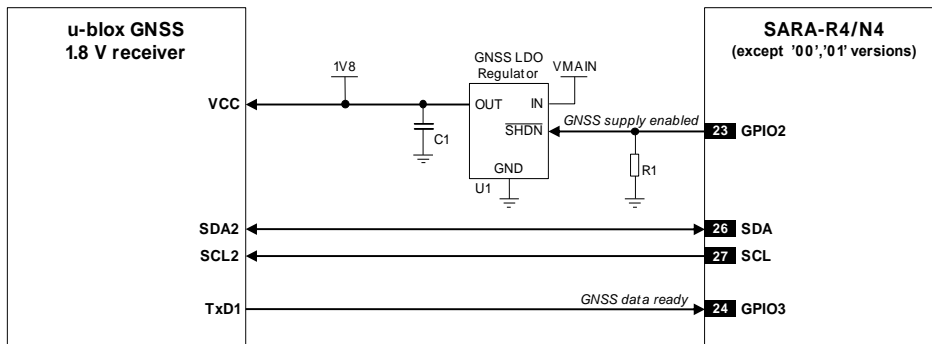 u-blox GNSS
1.8 V receiver
SARA-R4/N4
(except '00','01' versions)
GNSS LDO
Regulator
1V8
VMAIN
VCC
OUT
IN
C1
SHDN
GNSS supply enabled
23
GPIO2
GND
U1
R1
SDA2
26
SDA
SCL2
27
SCL
TxD1
GNSS data ready
24
GPIO3